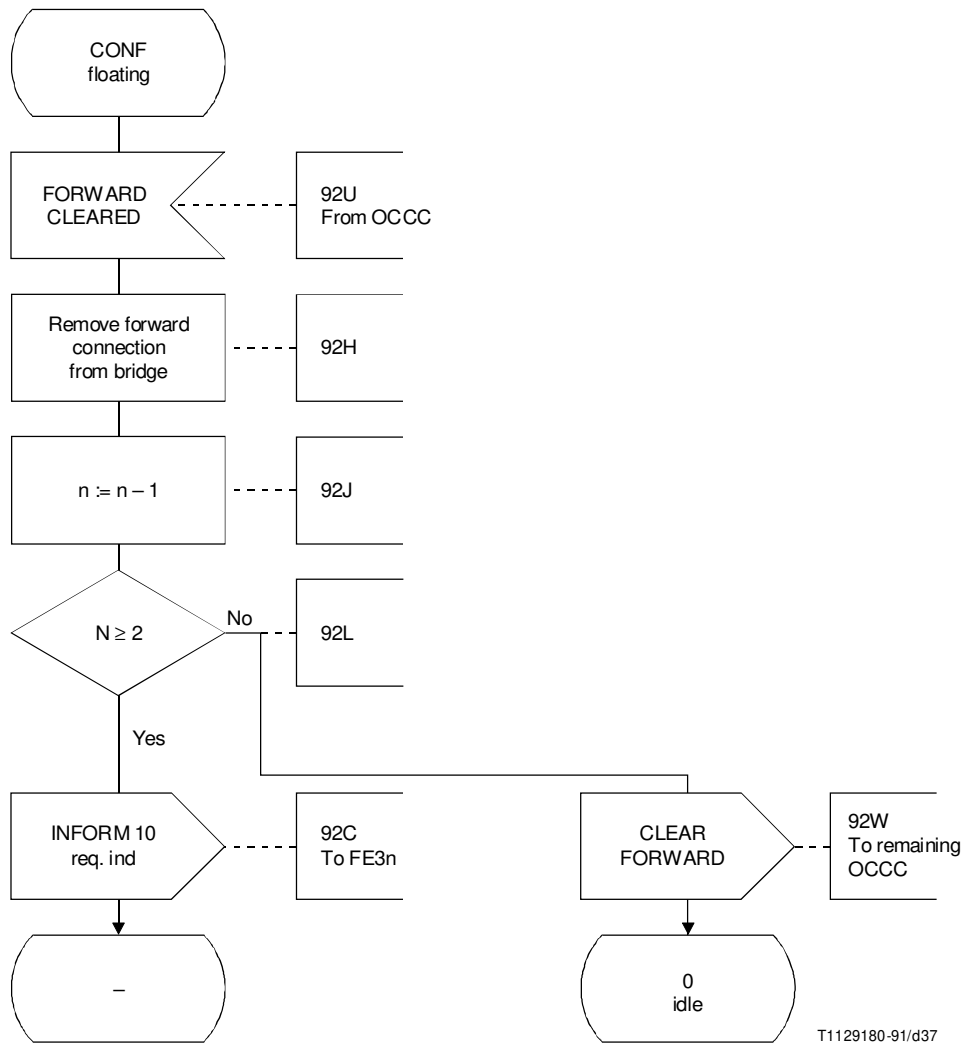 CONF
floating
FORWARD
CLEARED
92U
From OCCC
Remove forward
connection
from bridge
92H
n := n – 1
92J
N ≥ 2
No
92L
Yes
INFORM 10
req. ind
92C
To FE3n
CLEAR
FORWARD
92W
To remaining
OCCC
–
0
idle
T1129180-91/d37